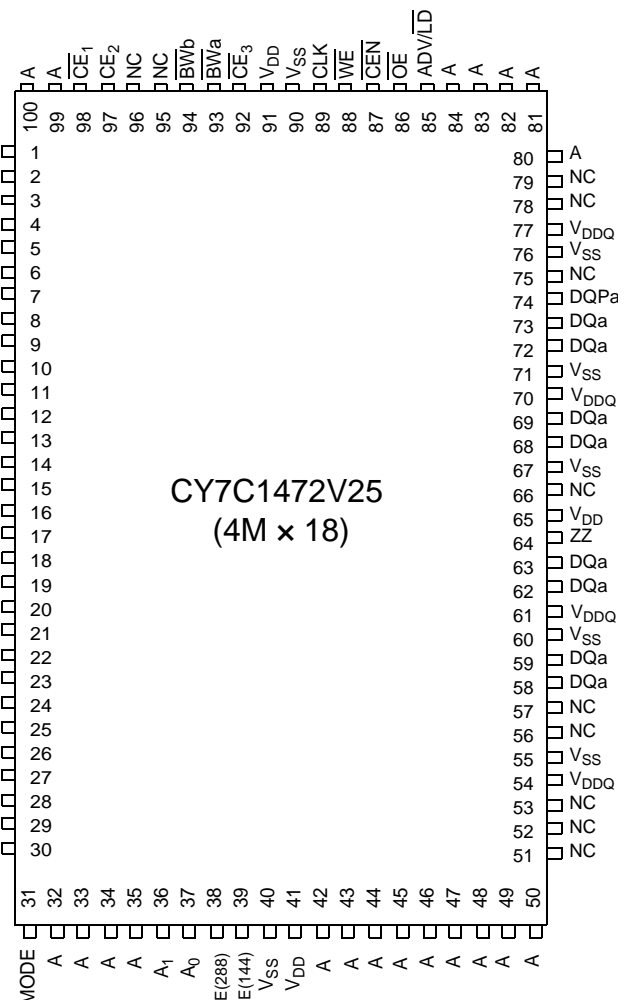 A A CE1 CE2 NC NC BWb BWa CE3 VDD VSS CLK WE CEN OE ADV/LD A A A A
100 99 98 97 96 95 94 93 92 91 90 89 88 87 86 85 84 83 82 81
1
2
3
4
5
6
7
8
9
10
11
12
13
14
15
16
17
18
19
20
21
22
23
24
25
26
27
28
29
30
CY7C1472V25
(4M × 18)
80 A
79 NC
78 NC
77 VDDQ
76 VSS
75 NC
74 DQPa
73 DQa
72 DQa
71 VSS
70 VDDQ
69 DQa
68 DQa
67 VSS
66 NC
65 VDD
64 ZZ
63 DQa
62 DQa
61 VDDQ
60 VSS
59 DQa
58 DQa
57 NC
56 NC
55 VSS
54 VDDQ
53 NC
52 NC
51 NC
31 32 33 34 35 36 37 38 39 40 41 42 43 44 45 46 47 48 49 50
MODE A A A A A1 A0 E(288) E(144) VSS VDD A A A A A A A A A